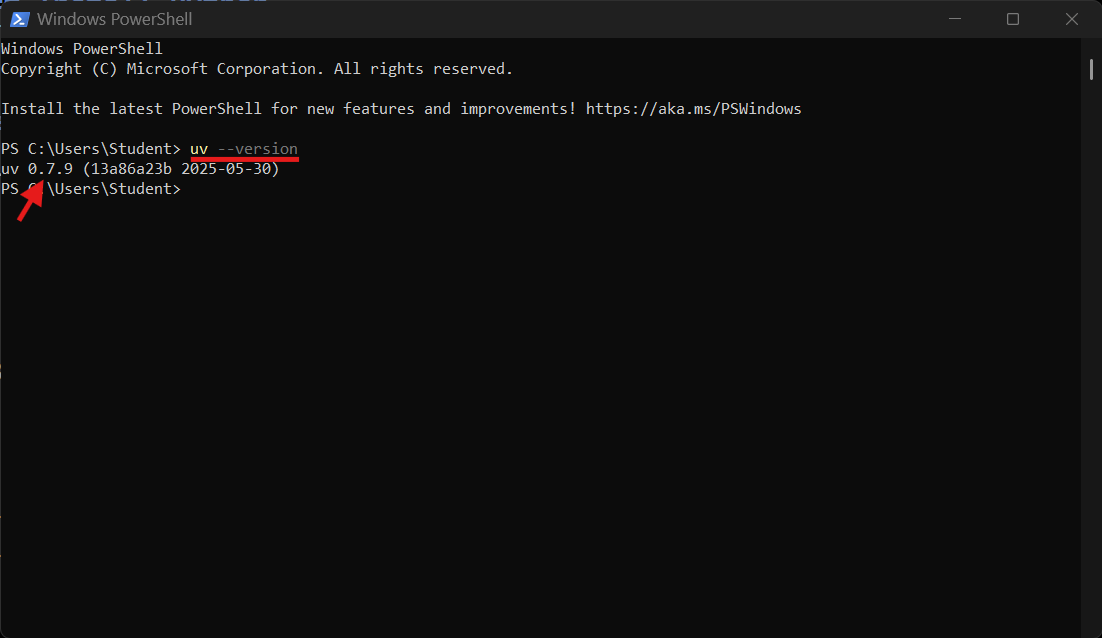 Windows PowerShell
Windows PowerShell
Copyright (C) Microsoft Corporation. All rights reserved.
Install the latest PowerShell for new features and improvements! https://aka.ms/PSWindows
PS C:\Users\Student> uv --version
uv 0.7.9 (13a86a23b 2025-05-30)
PS C:\Users\Student>